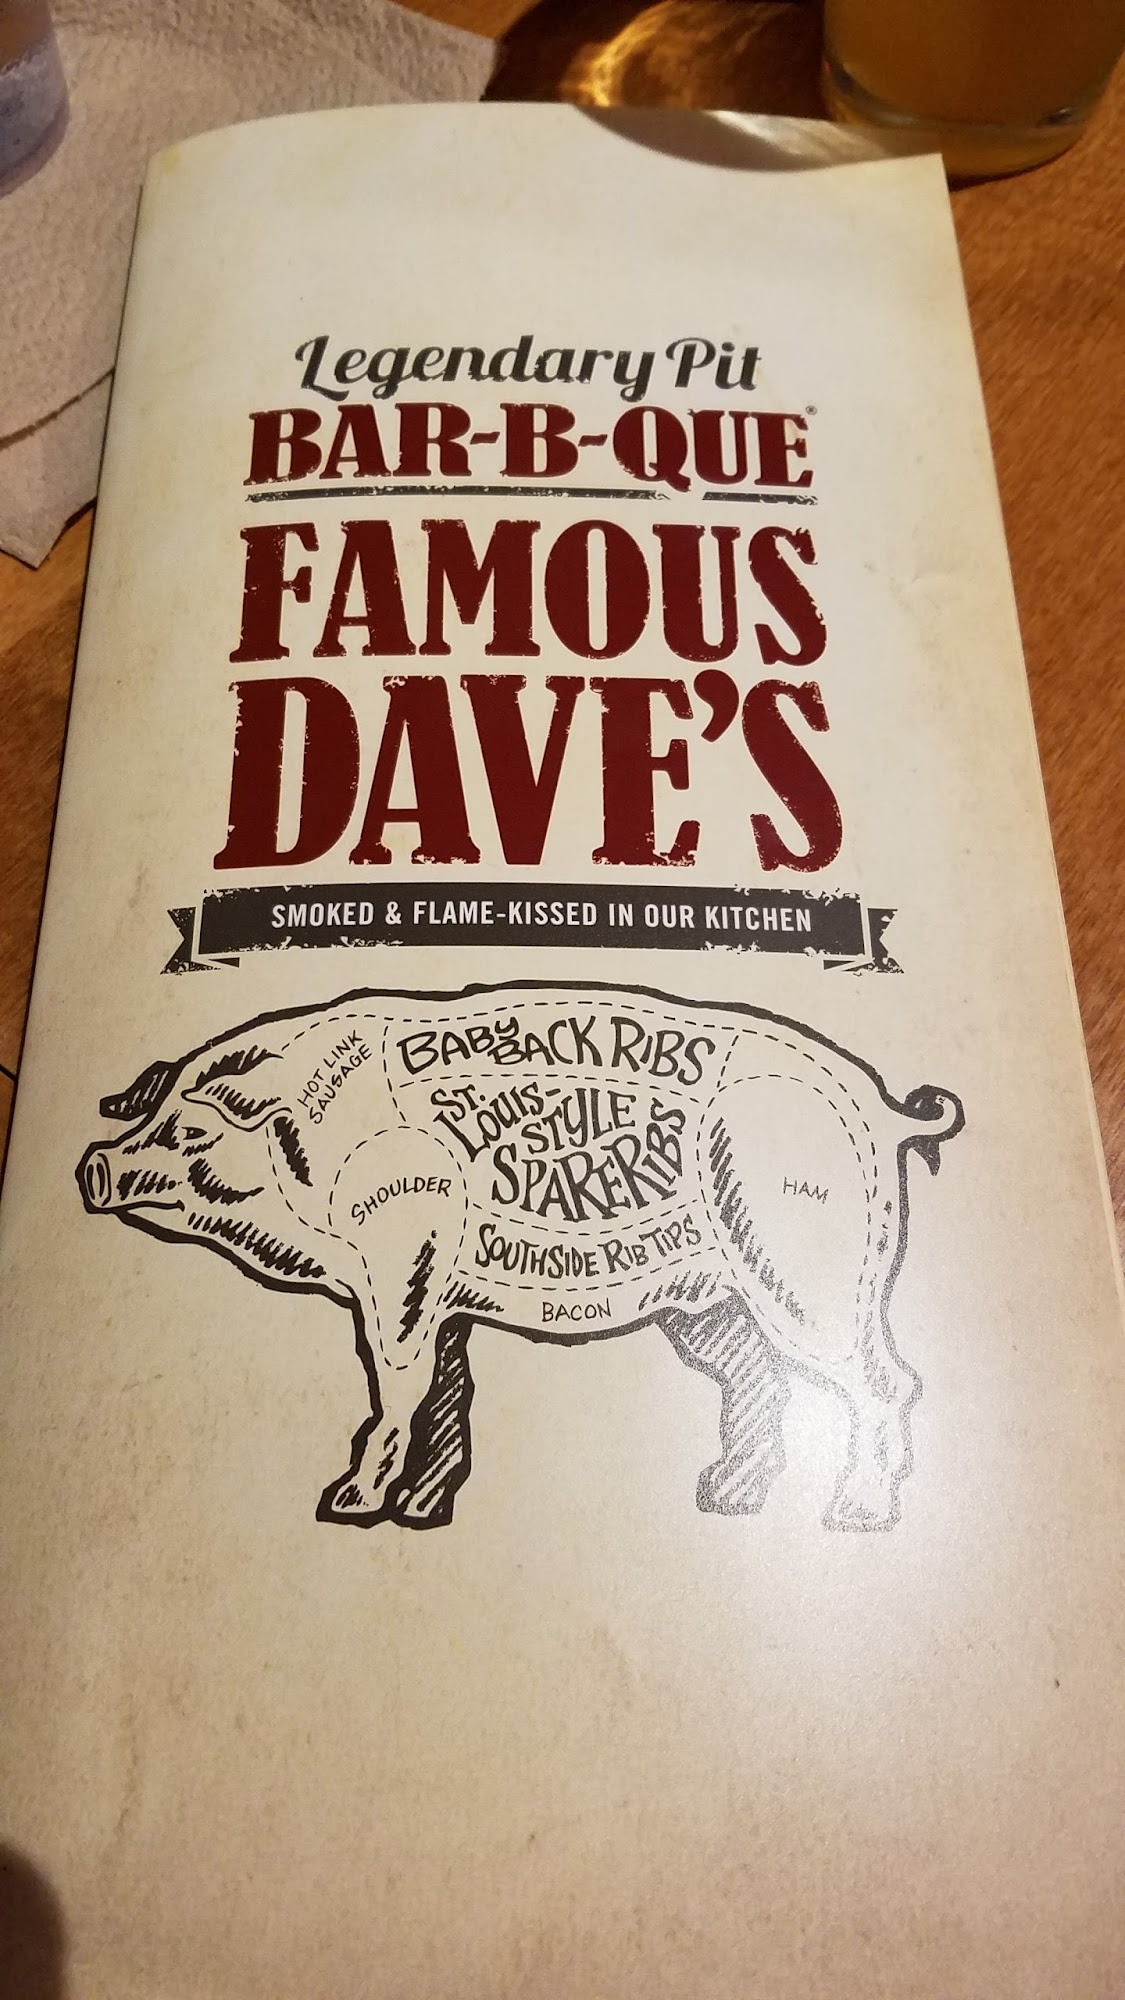 Legendary Pit
BAR-B-QUE®
FAMOUS
DAVE'S
SMOKED & FLAME-KISSED IN OUR KITCHEN
HOT LINK
SAUSAGE
BABY BACK RIBS
ST.
LOUIS-
STYLE
SPARERIBS
SHOULDER
HAM
SOUTHSIDE RIB TIPS
BACON